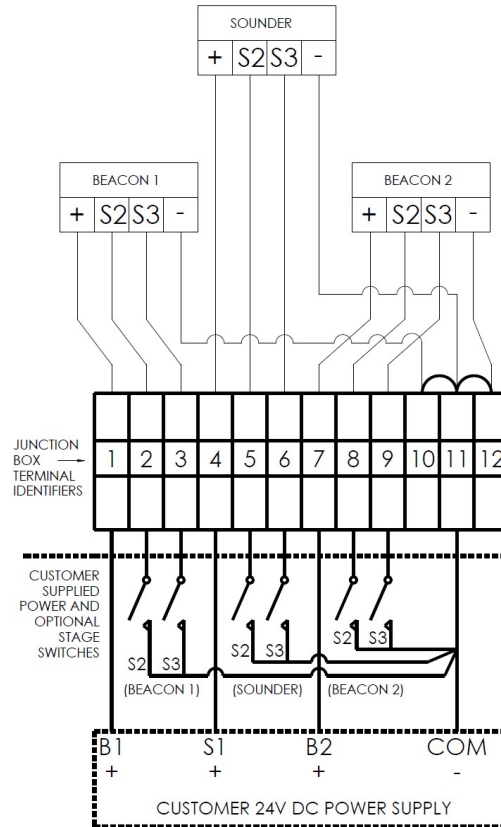 SOUNDER
+ S2 S3 -
BEACON 1
+ S2 S3 -
BEACON 2
+ S2 S3 -
JUNCTION
BOX
TERMINAL
IDENTIFIERS
1 2 3 4 5 6 7 8 9 10 11 12
CUSTOMER
SUPPLIED
POWER AND
OPTIONAL
STAGE
SWITCHES
S2 S3
(BEACON 1)
S2 S3
(SOUNDER)
S2 S3
(BEACON 2)
B1 S1 B2 COM
+ + + -
CUSTOMER 24V DC POWER SUPPLY